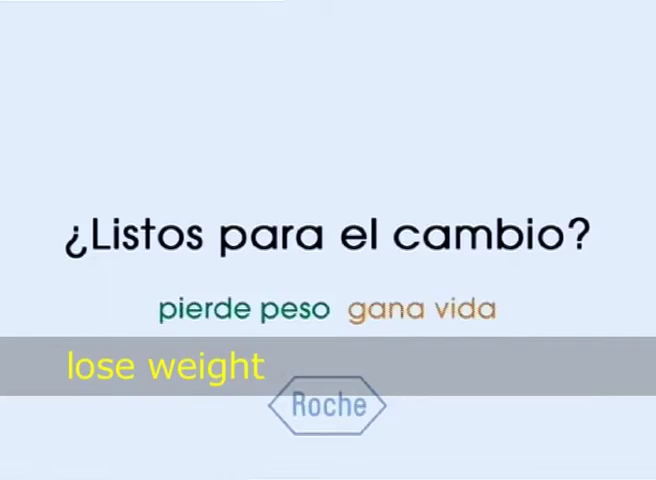 ¿Listos para el cambio?
pierde peso gana vida
lose weight
Roche